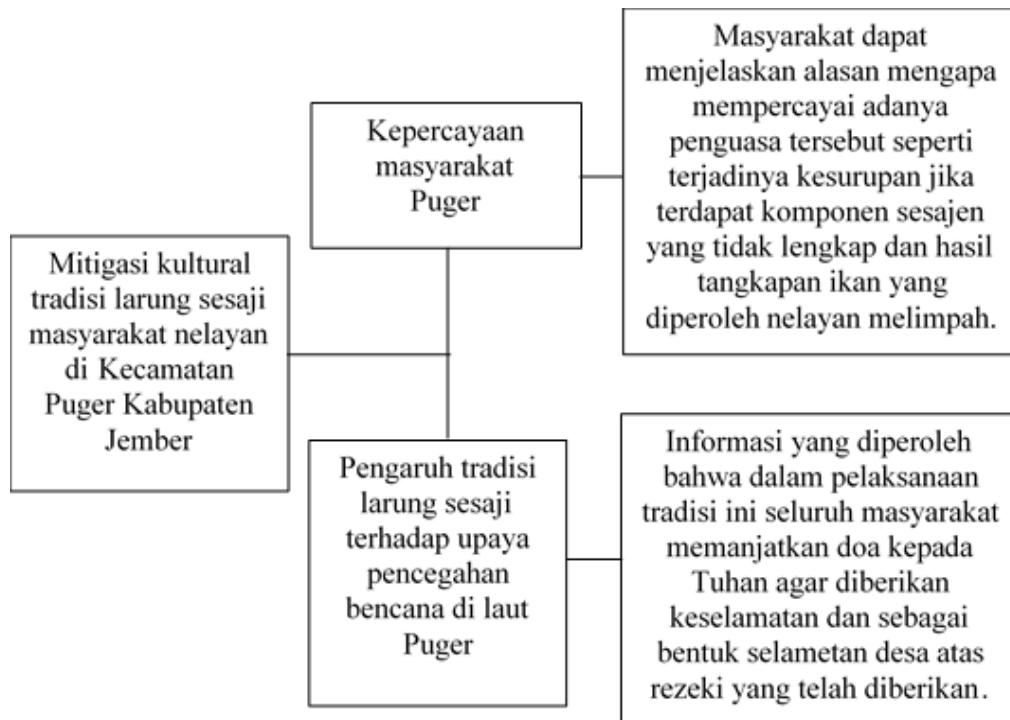 Mitigasi kultural
tradisi larung sesaji
masyarakat nelayan
di Kecamatan
Puger Kabupaten
Jember
Kepercayaan
masyarakat
Puger
Masyarakat dapat
menjelaskan alasan mengapa
mempercayai adanya
penguasa tersebut seperti
terjadinya kesurupan jika
terdapat komponen sesajen
yang tidak lengkap dan hasil
tangkapan ikan yang
diperoleh nelayan melimpah.
Pengaruh tradisi
larung sesaji
terhadap upaya
pencegahan
bencana di laut
Puger
Informasi yang diperoleh
bahwa dalam pelaksanaan
tradisi ini seluruh masyarakat
memanjatkan doa kepada
Tuhan agar diberikan
keselamatan dan sebagai
bentuk selametan desa atas
rezeki yang telah diberikan.